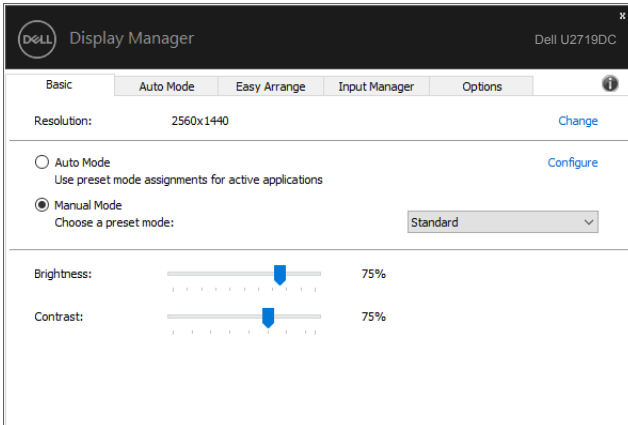 x
DELL Display Manager Dell U2719DC
Basic Auto Mode Easy Arrange Input Manager Options i
Resolution: 2560x1440 Change
Auto Mode Configure
Use preset mode assignments for active applications
Manual Mode
Choose a preset mode: Standard
Brightness: 75%
Contrast: 75%